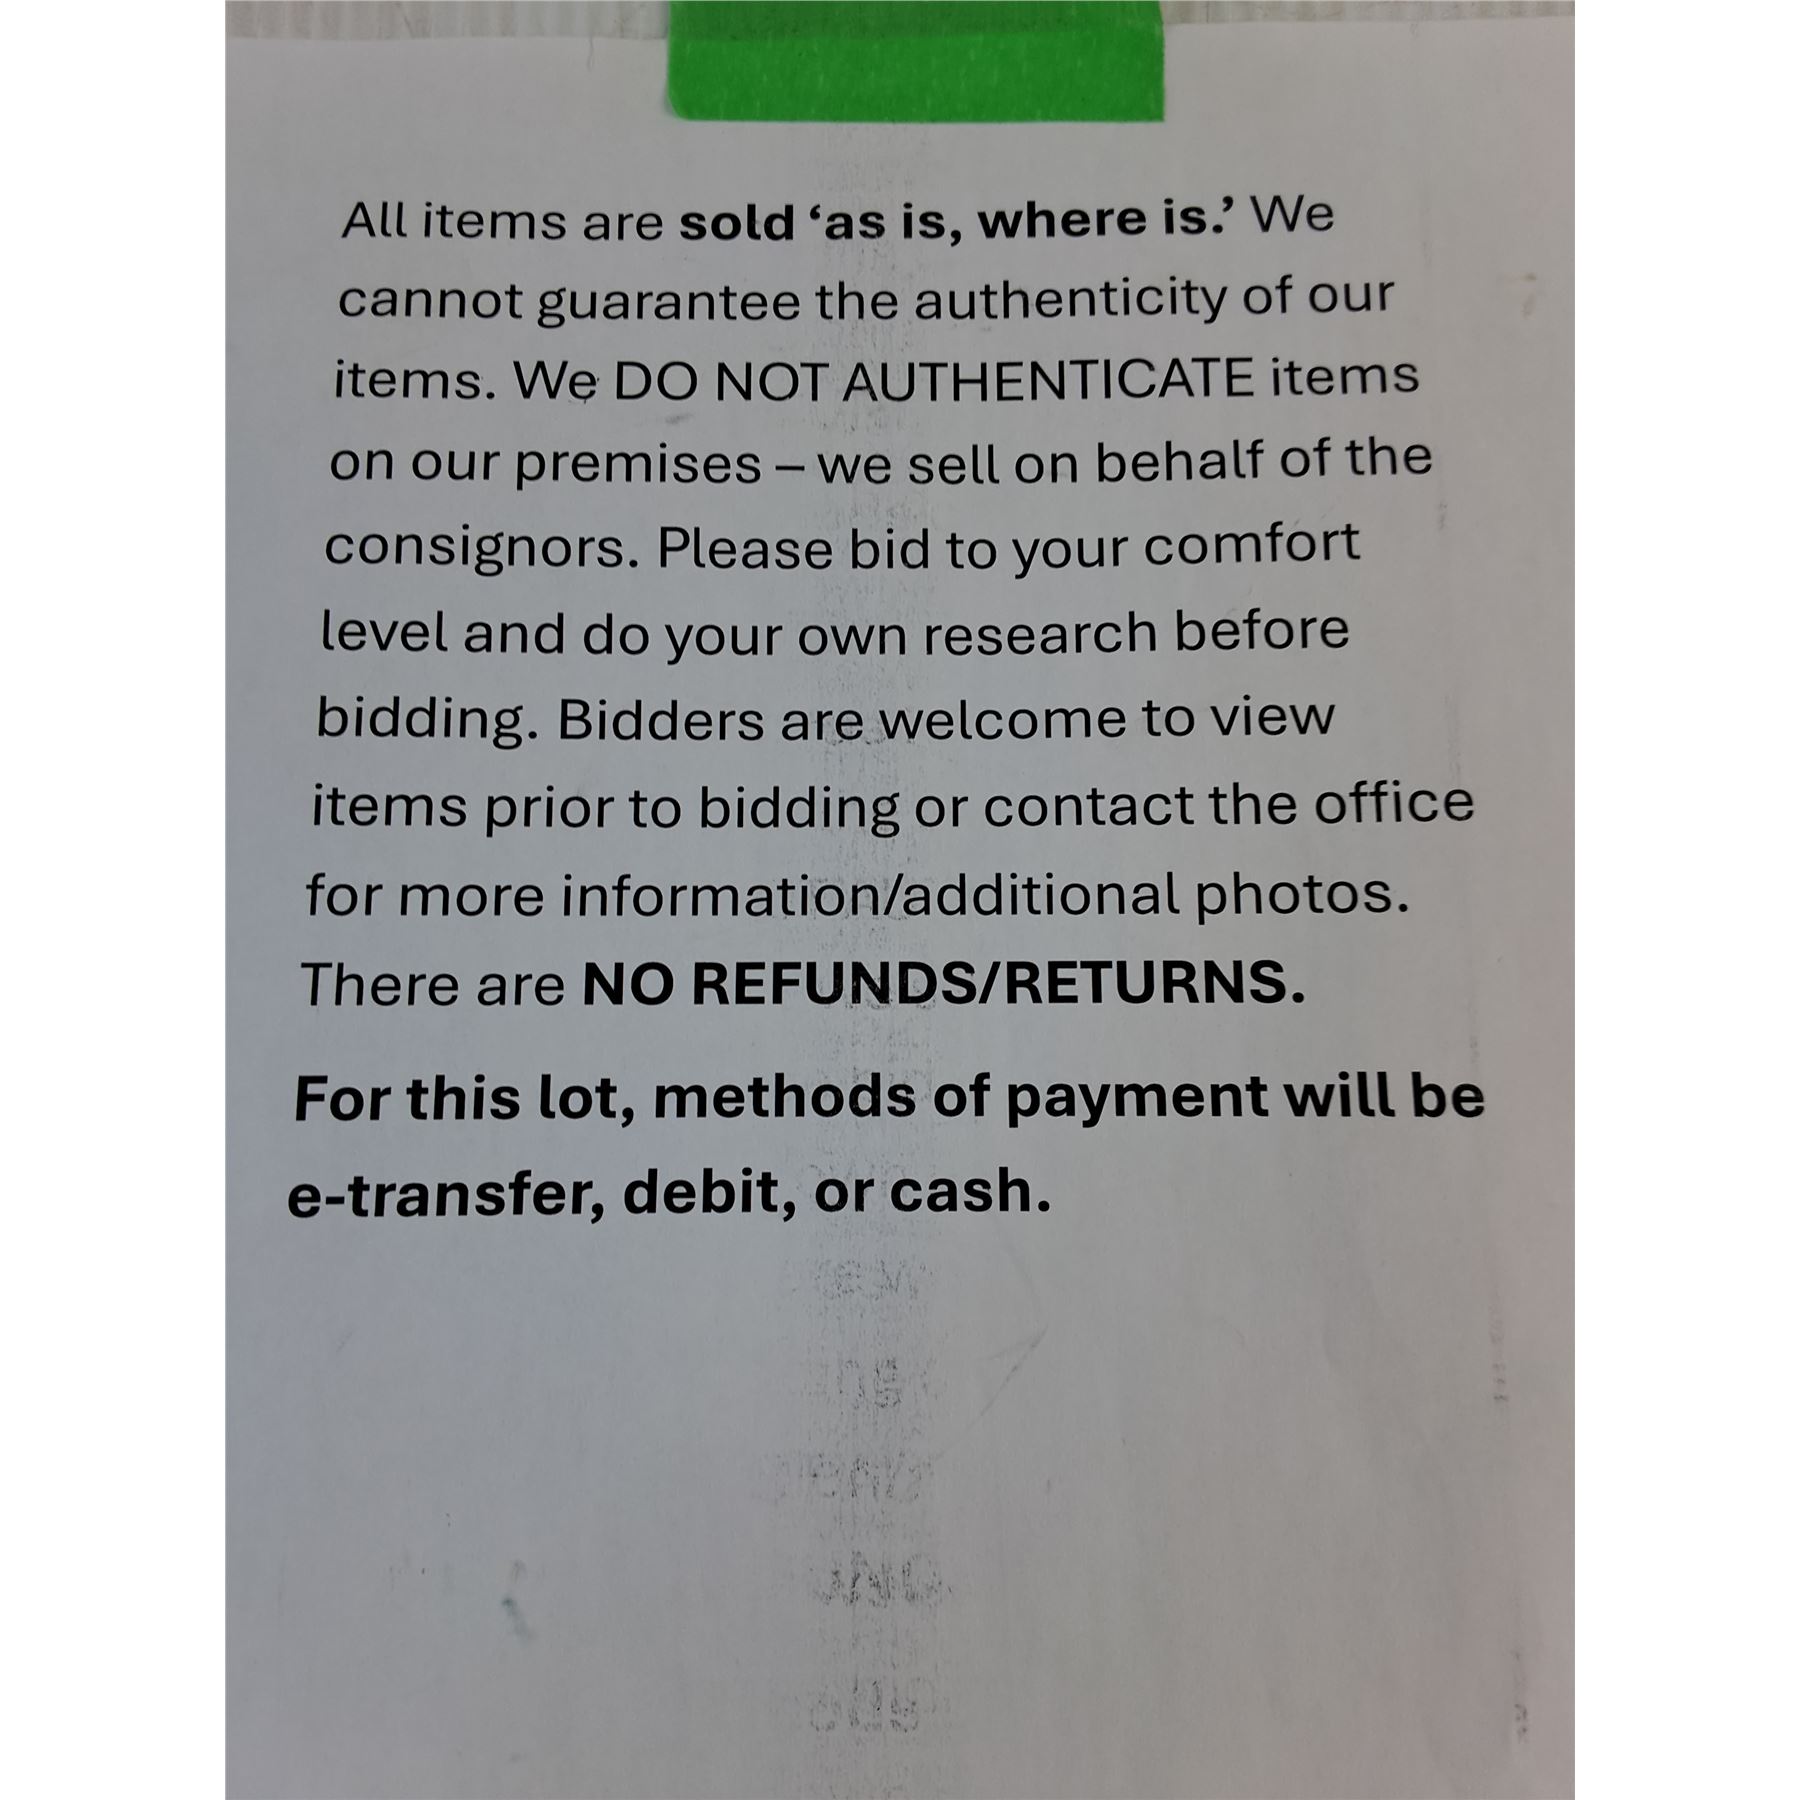 All items are sold ‘as is, where is.’ We
cannot guarantee the authenticity of our
items. We DO NOT AUTHENTICATE items
on our premises – we sell on behalf of the
consignors. Please bid to your comfort
level and do your own research before
bidding. Bidders are welcome to view
items prior to bidding or contact the office
for more information/additional photos.
There are NO REFUNDS/RETURNS.
For this lot, methods of payment will be
e-transfer, debit, or cash.